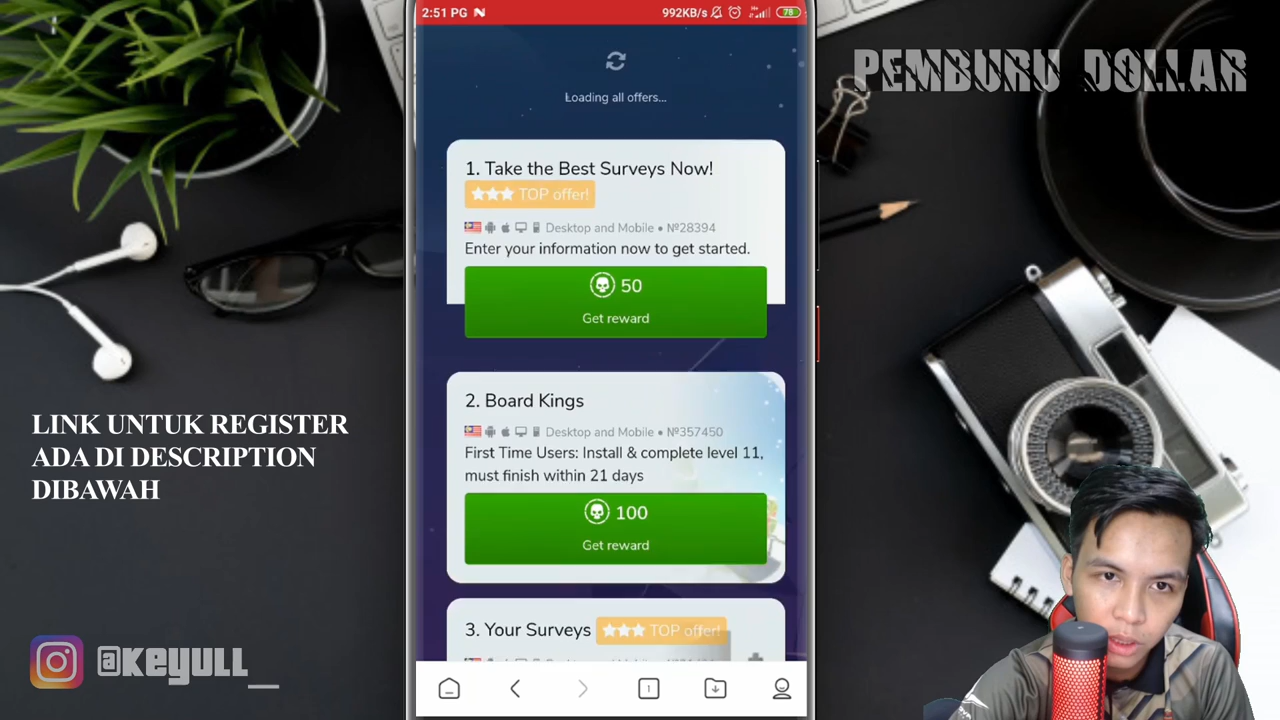 2:51 PG
992KB/s
78
PEMBURU DOLLAR
Loading all offers...
1. Take the Best Surveys Now!
TOP offer!
Desktop and Mobile • №28394
Enter your information now to get started.
50
Get reward
2. Board Kings
Desktop and Mobile • №357450
First Time Users: Install & complete level 11,
must finish within 21 days
100
Get reward
3. Your Surveys TOP offer!
1
LINK UNTUK REGISTER
ADA DI DESCRIPTION
DIBAWAH
@KEYULL_